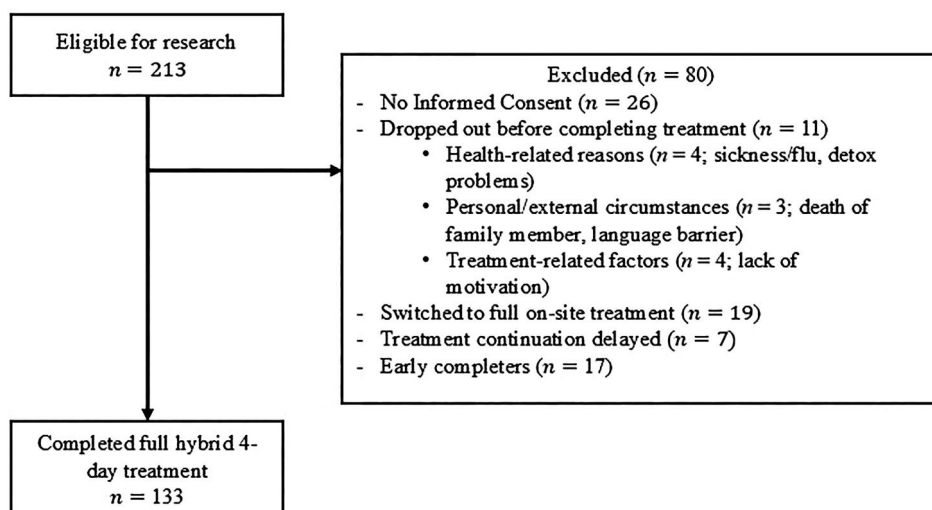 Eligible for research
n = 213
Excluded (n = 80)
- No Informed Consent (n = 26)
- Dropped out before completing treatment (n = 11)
• Health-related reasons (n = 4; sickness/flu, detox
problems)
• Personal/external circumstances (n = 3; death of
family member, language barrier)
• Treatment-related factors (n = 4; lack of
motivation)
- Switched to full on-site treatment (n = 19)
- Treatment continuation delayed (n = 7)
- Early completers (n = 17)
Completed full hybrid 4-
day treatment
n = 133